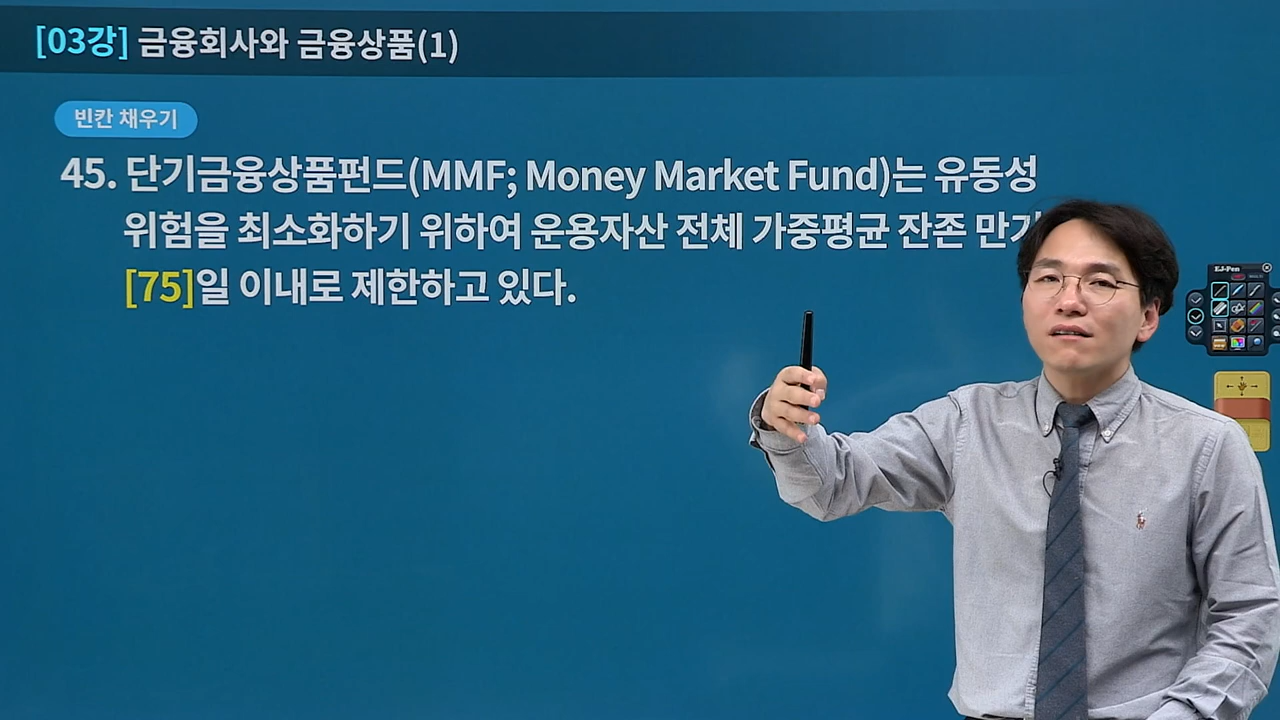 [03강] 금융회사와 금융상품(1)
빈칸 채우기
45. 단기금융상품펀드(MMF; Money Market Fund)는 유동성
위험을 최소화하기 위하여 운용자산 전체 가중평균 잔존
[75]일 이내로 제한하고 있다.
EJ-Pen